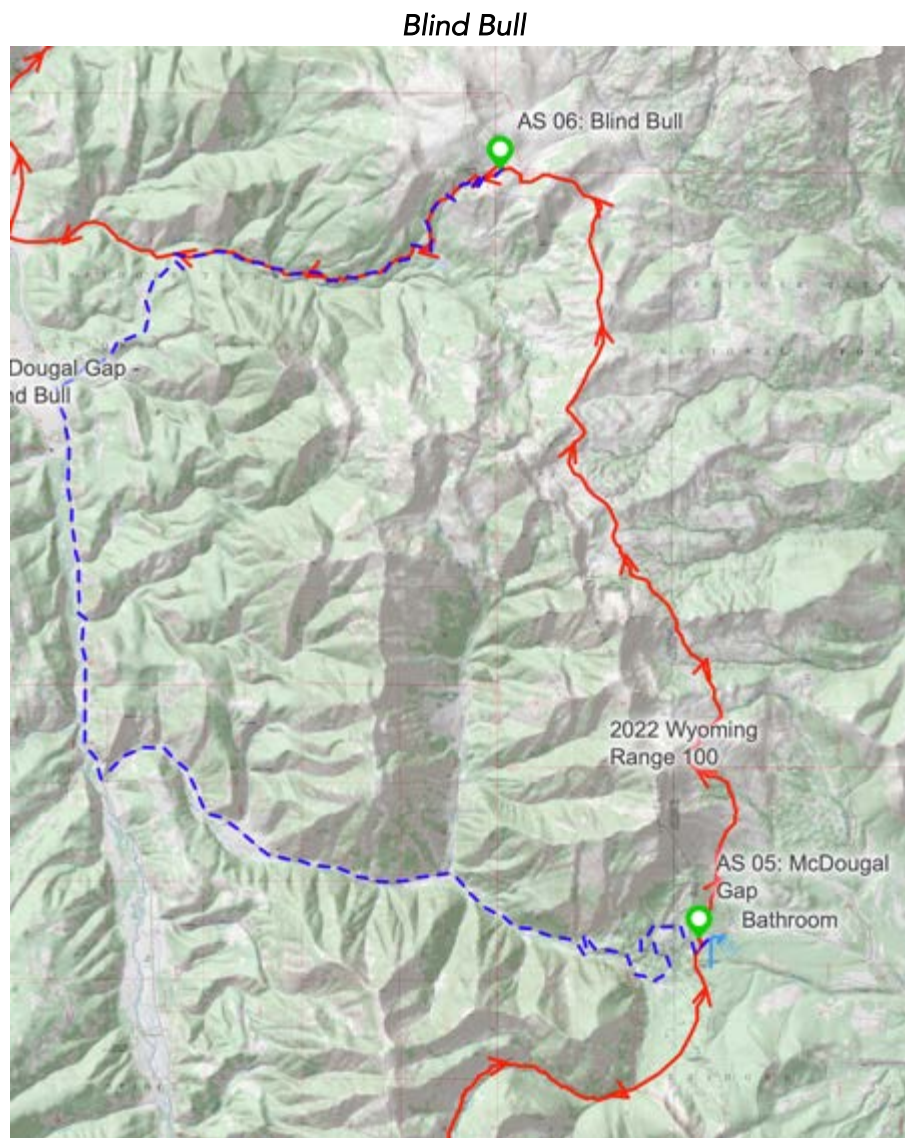 Blind Bull
AS 06: Blind Bull
Dougal Gap -
nd Bull
2022 Wyoming
Range 100
AS 05: McDougal
Gap
Bathroom